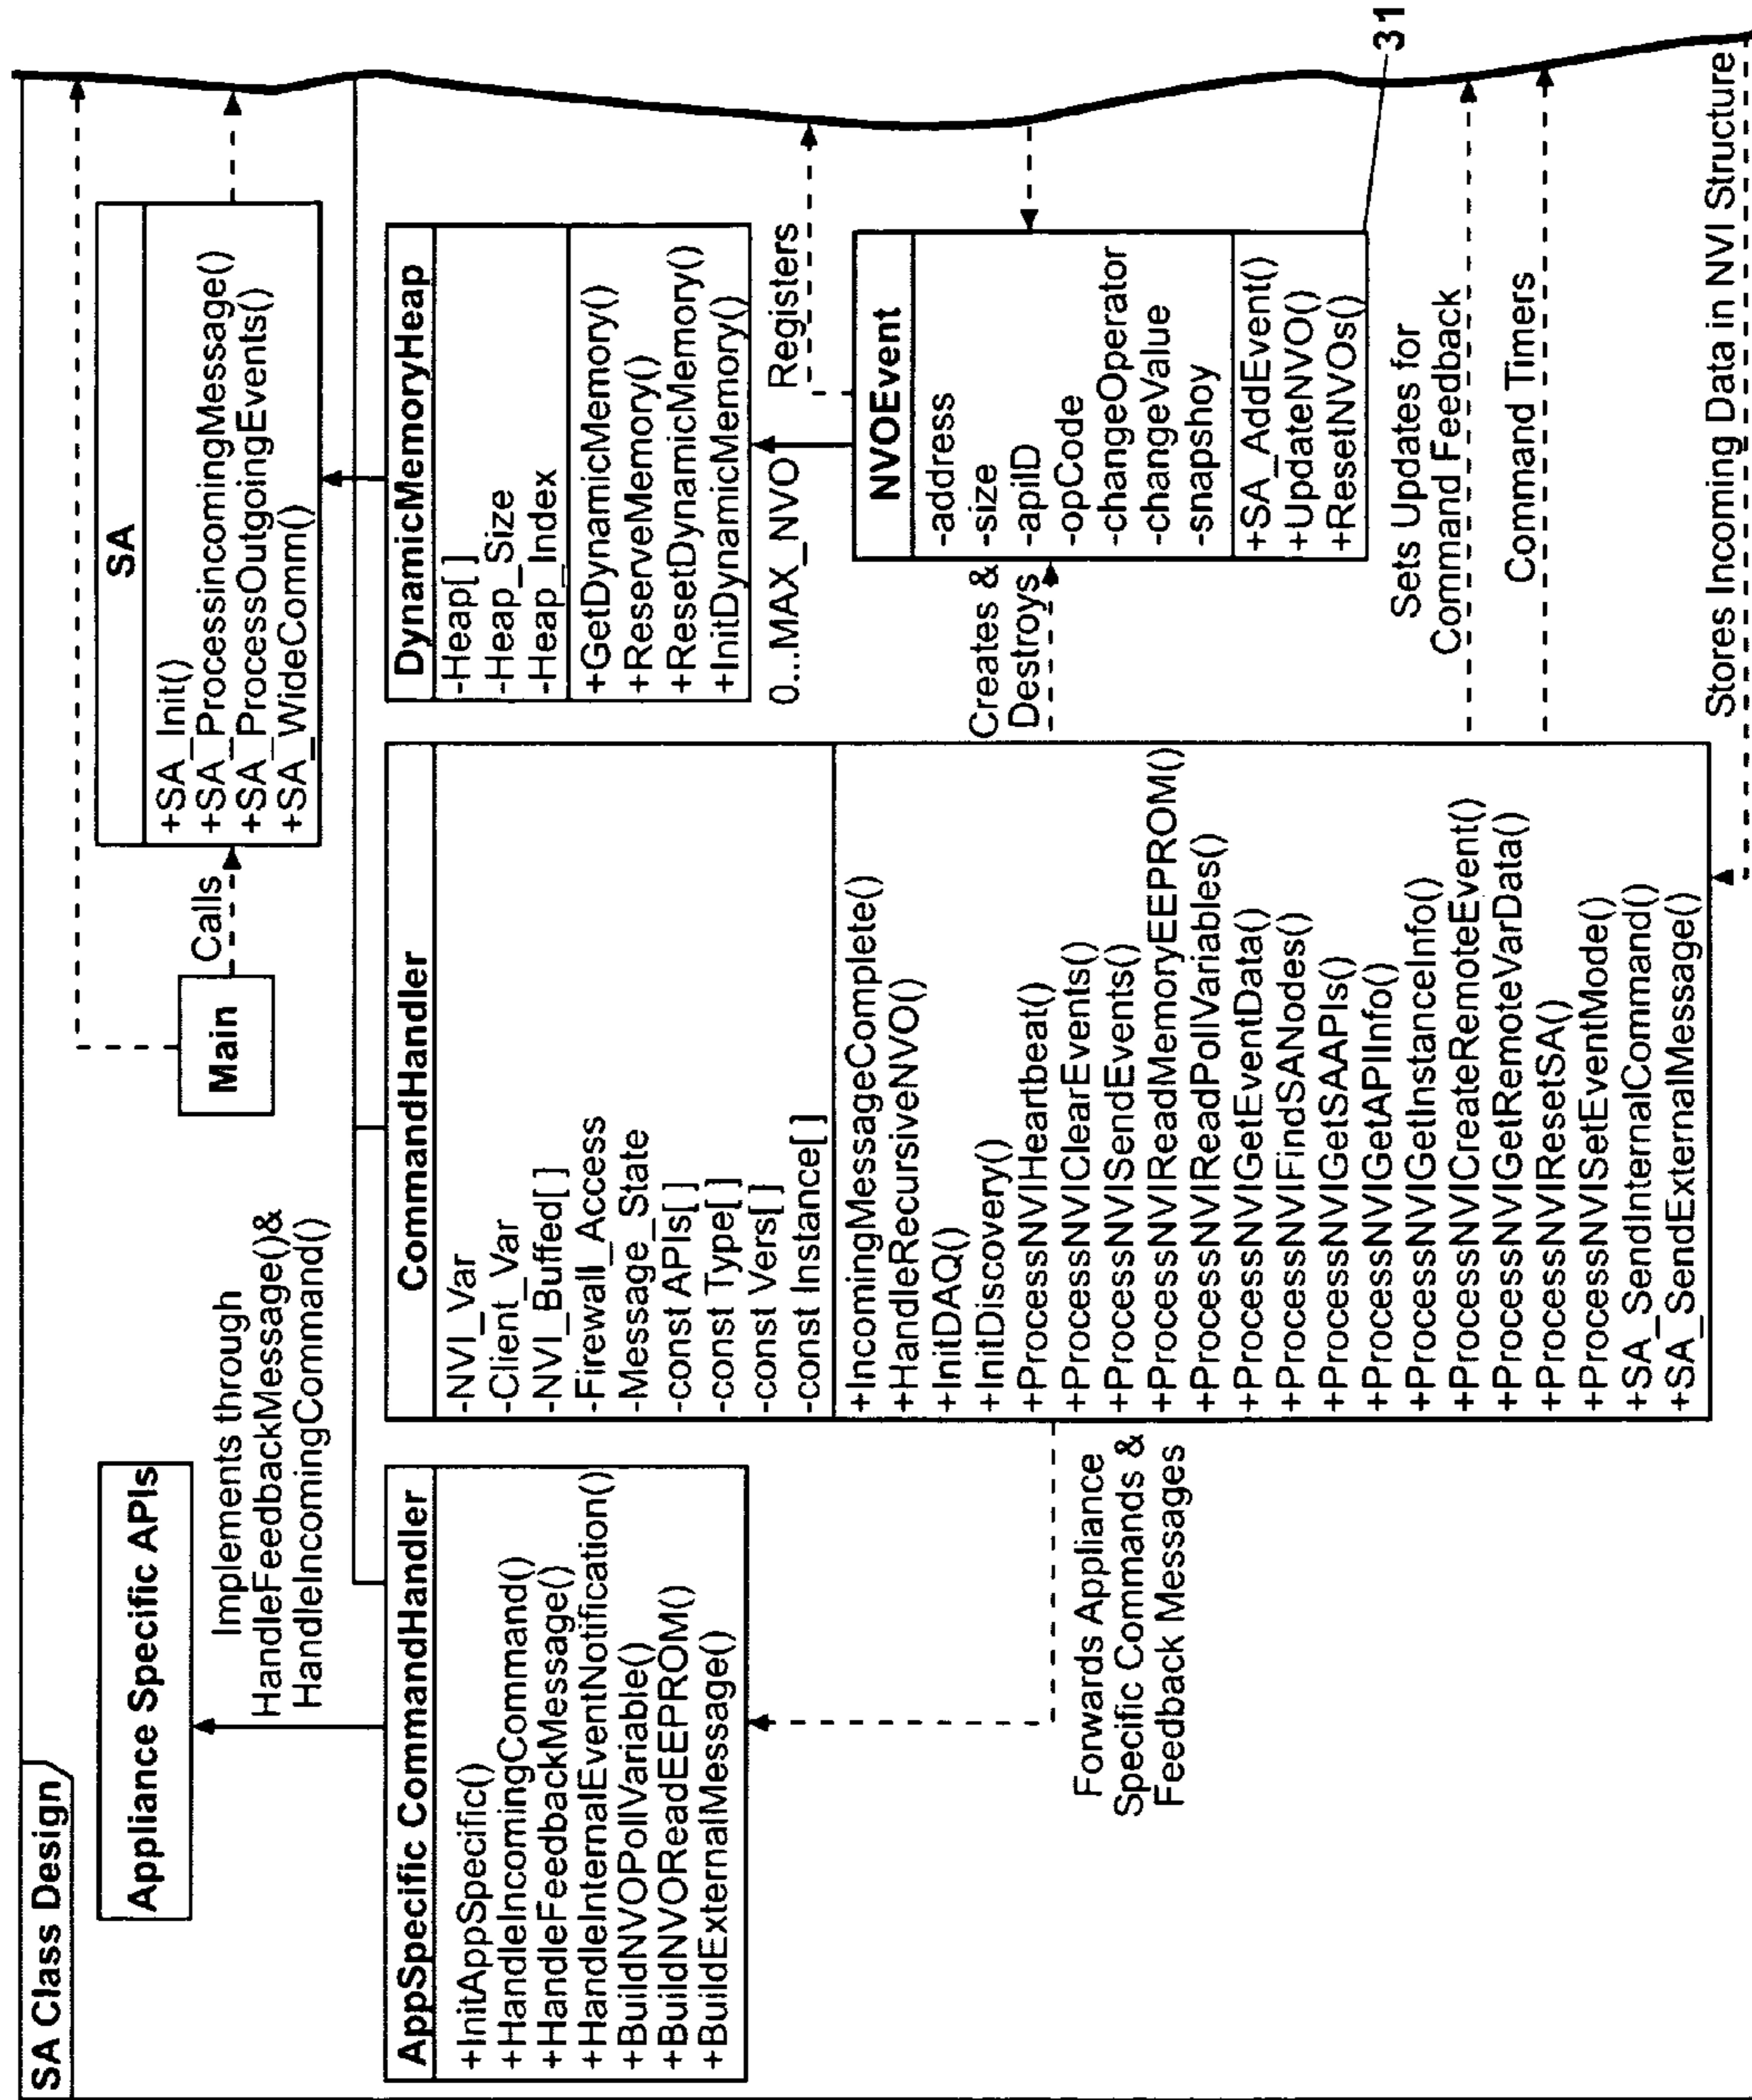 SA Class Design
Appliance Specific APIs
Implements through
HandleFeedbackMessage()&
HandleIncomingCommand()
Main
Calls
SA
+SA_Init()
+SA_ProcessincomingMessage()
+SA_ProcessOutgoingEvents()
+SA_WideComm()
AppSpecific CommandHandler
+InitAppSpecific()
+HandleIncomingCommand()
+HandleFeedbackMessage()
+HandleInternalEventNotification()
+BuildNVOPollVariable()
+BuildNVOReadEEPROM()
+BuildExternalMessage()
Forwards Appliance
Specific Commands &
Feedback Messages
CommandHandler
-NVI_Var
-Client_Var
-NVI_Buffed[ ]
-Firewall_Access
-Message_State
-const APIs[ ]
-const Type[ ]
-const Vers[ ]
-const Instance[ ]
+IncomingMessageComplete()
+HandleRecursiveNVO()
+InitDAQ()
+InitDiscovery()
+ProcessNVIHeartbeat()
+ProcessNVIClearEvents()
+ProcessNVISendEvents()
+ProcessNVIReadMemoryEEPROM()
+ProcessNVIReadPollVariables()
+ProcessNVIGetEventData()
+ProcessNVIFindSANodes()
+ProcessNVIGetSAAPIs()
+ProcessNVIGetAPIInfo()
+ProcessNVIGetInstanceInfo()
+ProcessNVICreateRemoteEvent()
+ProcessNVIGetRemoteVarData()
+ProcessNVIResetSA()
+ProcessNVISetEventMode()
+SA_SendInternalCommand()
+SA_SendExternalMessage()
DynamicMemoryHeap
-Heap[ ]
-Heap_Size
-Heap_Index
+GetDynamicMemory()
+ReserveMemory()
+ResetDynamicMemory()
+InitDynamicMemory()
0...MAX_NVO
Registers
Creates &
Destroys
NVOEvent
-address
-size
-apiID
-opCode
-changeOperator
-changeValue
-snapshoy
+SA_AddEvent()
+UpdateNVO()
+ResetNVOs()
31
Sets Updates for
Command Feedback
Command Timers
Stores Incoming Data in NVI Structure